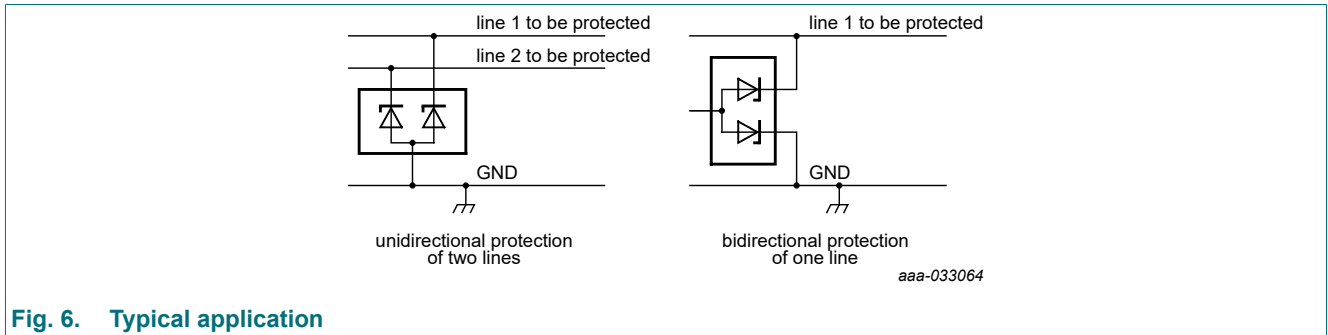 line 1 to be protected
line 2 to be protected
GND
unidirectional protection
of two lines
line 1 to be protected
GND
bidirectional protection
of one line
aaa-033064
Fig. 6. Typical application